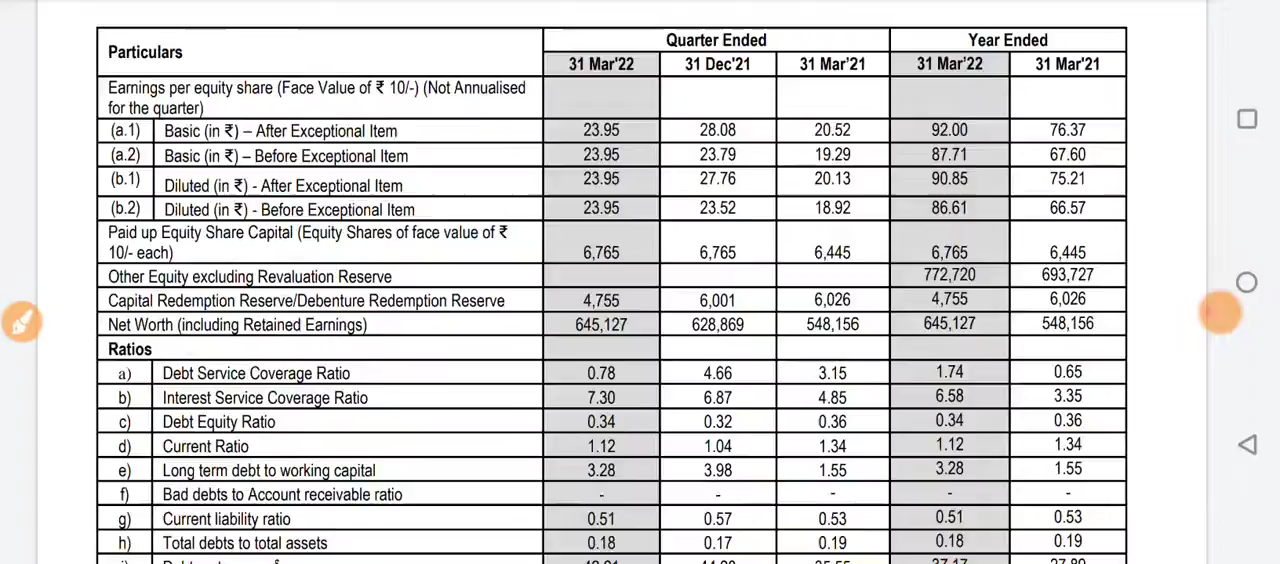 Particulars Quarter Ended Year Ended
31 Mar'22 31 Dec'21 31 Mar'21 31 Mar'22 31 Mar'21
Earnings per equity share (Face Value of ₹ 10/-) (Not Annualised
for the quarter)
(a.1) Basic (in ₹) – After Exceptional Item 23.95 28.08 20.52 92.00 76.37
(a.2) Basic (in ₹) – Before Exceptional Item 23.95 23.79 19.29 87.71 67.60
(b.1) Diluted (in ₹) - After Exceptional Item 23.95 27.76 20.13 90.85 75.21
(b.2) Diluted (in ₹) - Before Exceptional Item 23.95 23.52 18.92 86.61 66.57
Paid up Equity Share Capital (Equity Shares of face value of ₹
10/- each) 6,765 6,765 6,445 6,765 6,445
Other Equity excluding Revaluation Reserve 772,720 693,727
Capital Redemption Reserve/Debenture Redemption Reserve 4,755 6,001 6,026 4,755 6,026
Net Worth (including Retained Earnings) 645,127 628,869 548,156 645,127 548,156
Ratios
a) Debt Service Coverage Ratio 0.78 4.66 3.15 1.74 0.65
b) Interest Service Coverage Ratio 7.30 6.87 4.85 6.58 3.35
c) Debt Equity Ratio 0.34 0.32 0.36 0.34 0.36
d) Current Ratio 1.12 1.04 1.34 1.12 1.34
e) Long term debt to working capital 3.28 3.98 1.55 3.28 1.55
f) Bad debts to Account receivable ratio - - - - -
g) Current liability ratio 0.51 0.57 0.53 0.51 0.53
h) Total debts to total assets 0.18 0.17 0.19 0.18 0.19